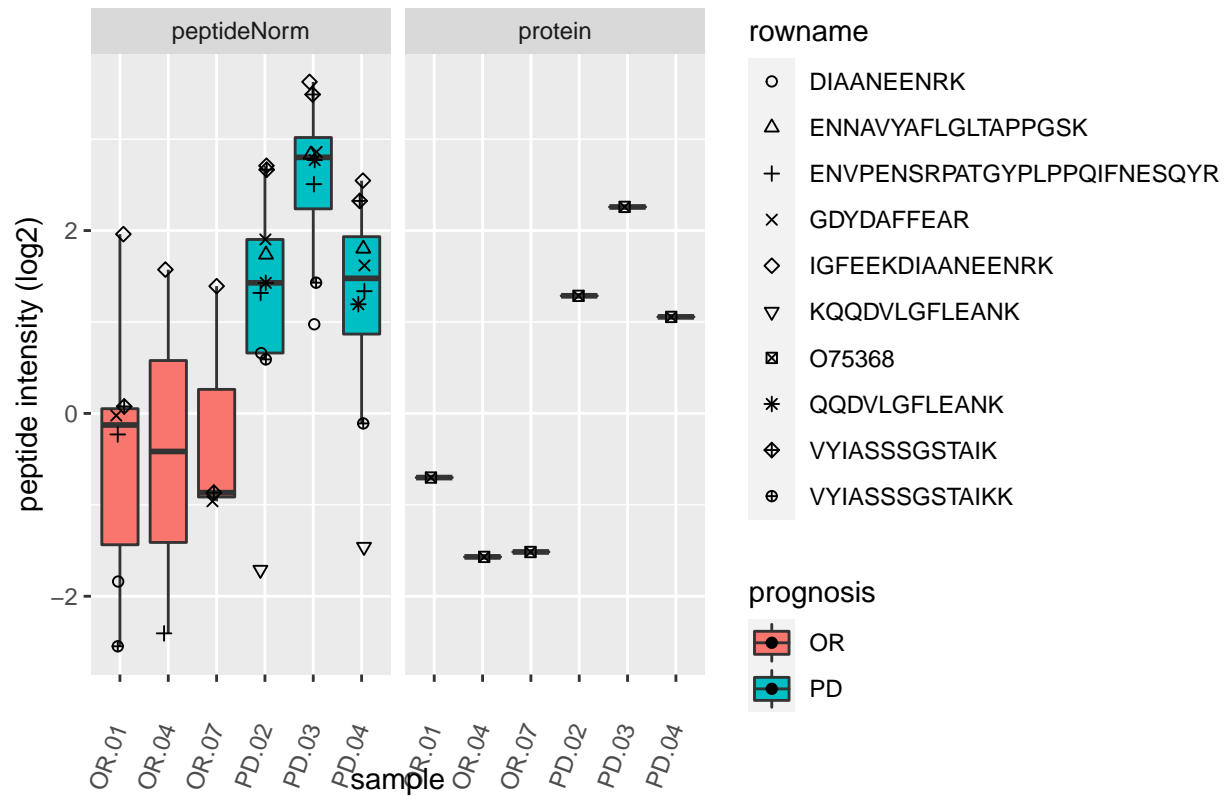 peptideNorm
protein
peptide intensity (log2)
2
0
−2
OR.01
OR.04
OR.07
PD.02
PD.03
PD.04
OR.01
OR.04
OR.07
PD.02
PD.03
PD.04
sample
rowname
DIAANEENRK
ENNAVYAFLGLTAPPGSK
ENVPENSRPATGYPLPPQIFNESQYR
GDYDAFFEAR
IGFEEKDIAANEENRK
KQQDVLGFLEANK
O75368
QQDVLGFLEANK
VYIASSSGSTAIK
VYIASSSGSTAIKK
prognosis
OR
PD